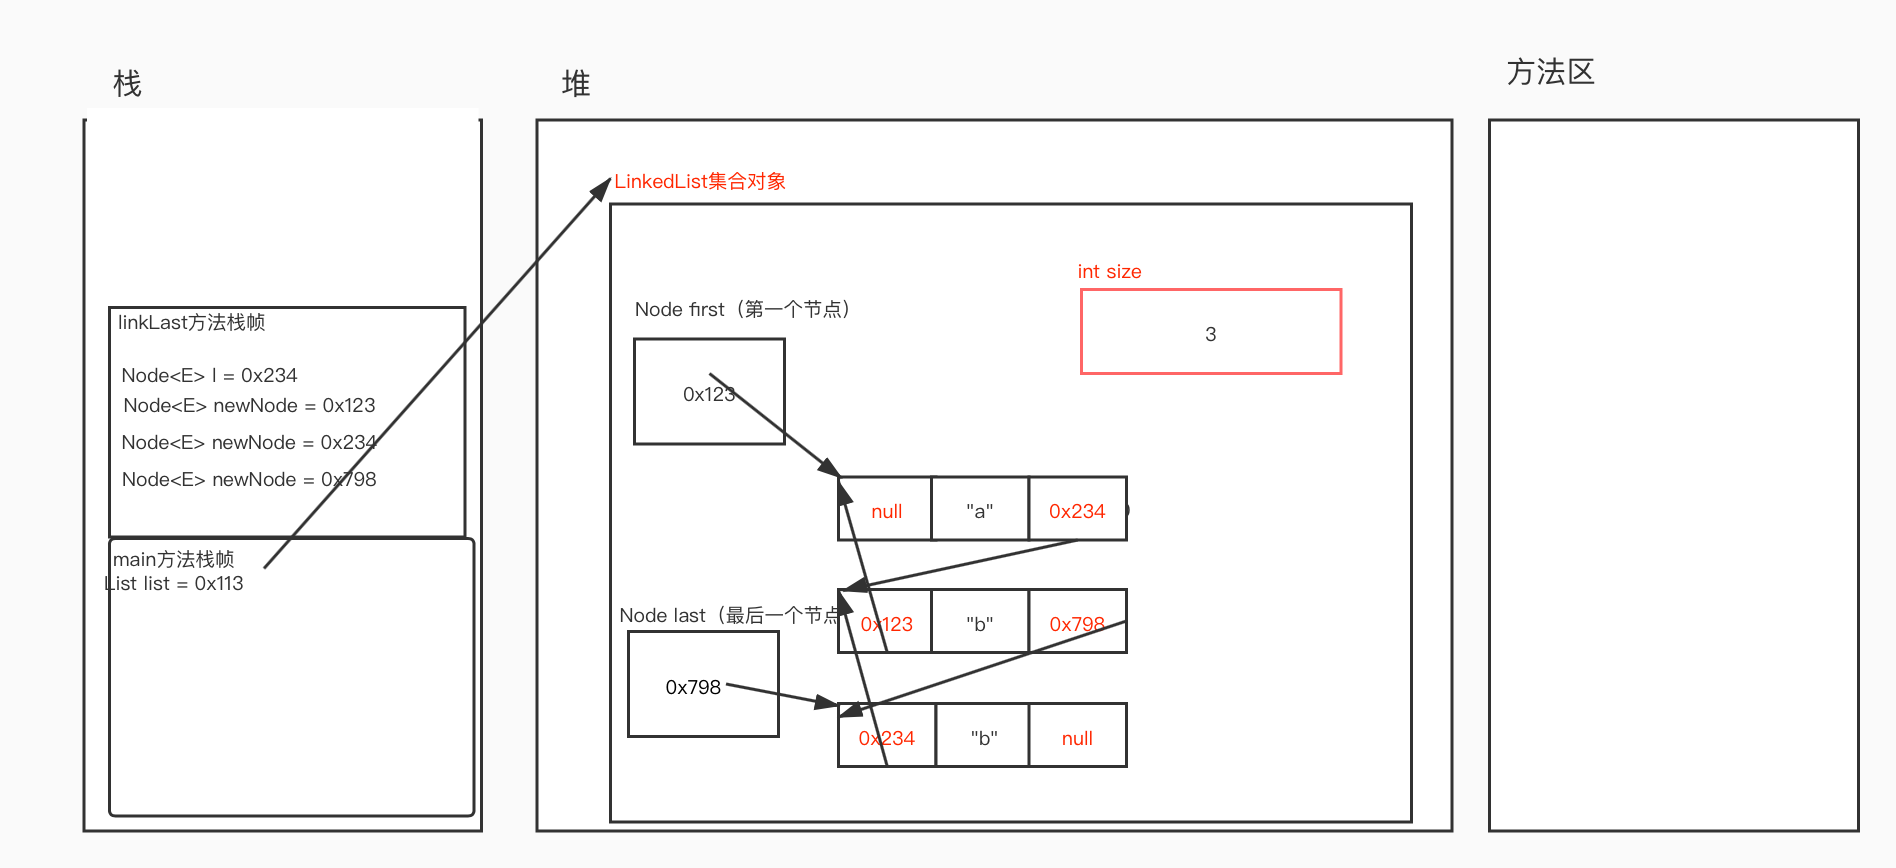 栈
堆
方法区
LinkedList集合对象
int size
3
Node first（第一个节点）
0x123
linkLast方法栈帧
Node<E> l = 0x234
Node<E> newNode = 0x123
Node<E> newNode = 0x234
Node<E> newNode = 0x798
main方法栈帧
List list = 0x113
null "a" 0x234
Node last（最后一个节点
0x123 "b" 0x798
0x798
0x234 "b" null